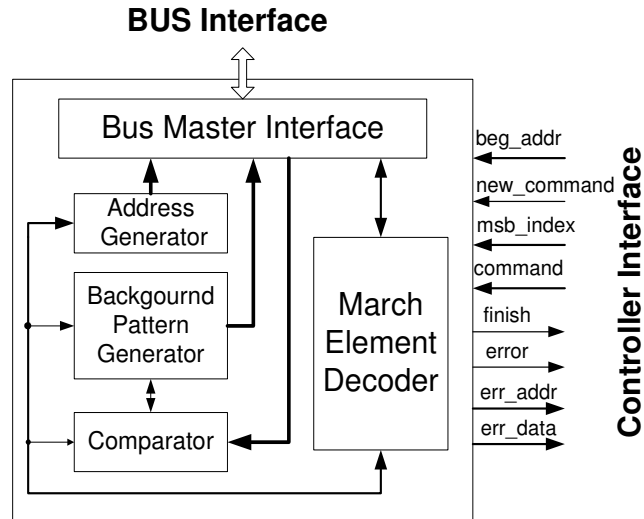 BUS Interface
Bus Master Interface
Address
Generator
Backgournd
Pattern
Generator
Comparator
March
Element
Decoder
beg_addr
new_command
msb_index
command
finish
error
err_addr
err_data
Controller Interface